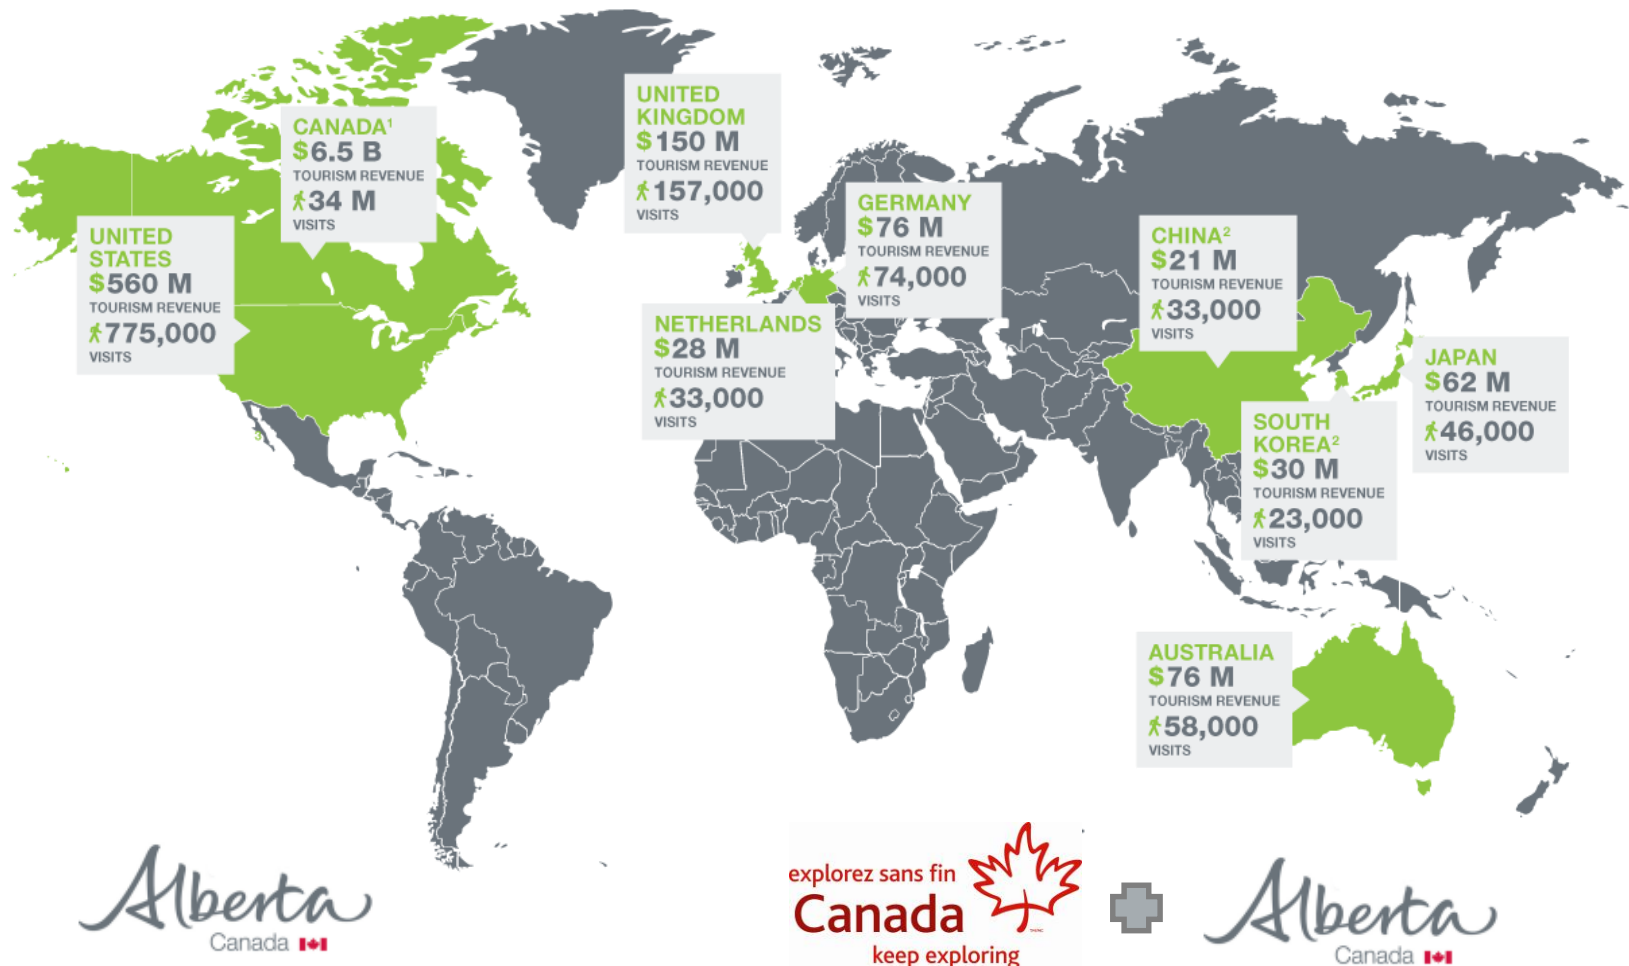 CANADA¹
$6.5 B
TOURISM REVENUE
34 M
VISITS
UNITED
STATES
$560 M
TOURISM REVENUE
775,000
VISITS
UNITED
KINGDOM
$150 M
TOURISM REVENUE
157,000
VISITS
GERMANY
$76 M
TOURISM REVENUE
74,000
VISITS
NETHERLANDS
$28 M
TOURISM REVENUE
33,000
VISITS
CHINA²
$21 M
TOURISM REVENUE
33,000
VISITS
JAPAN
$62 M
TOURISM REVENUE
46,000
VISITS
SOUTH
KOREA²
$30 M
TOURISM REVENUE
23,000
VISITS
3
AUSTRALIA
$76 M
TOURISM REVENUE
58,000
VISITS
Alberta
Canada
explorez sans fin
Canada
keep exploring
Alberta
Canada